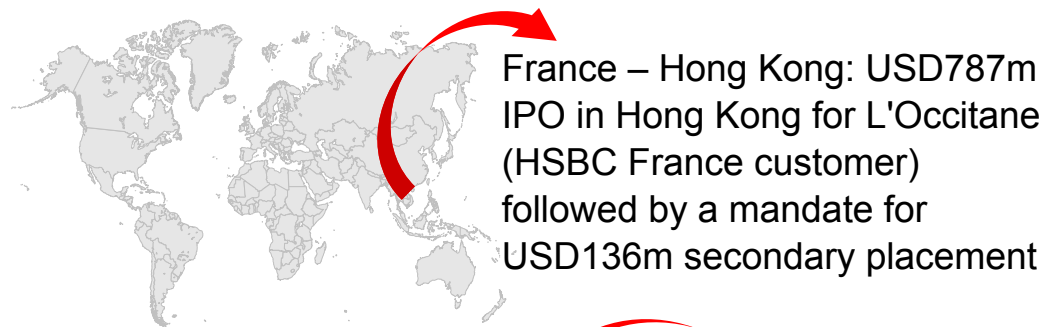 France – Hong Kong: USD787m
IPO in Hong Kong for L'Occitane
(HSBC France customer)
followed by a mandate for
USD136m secondary placement